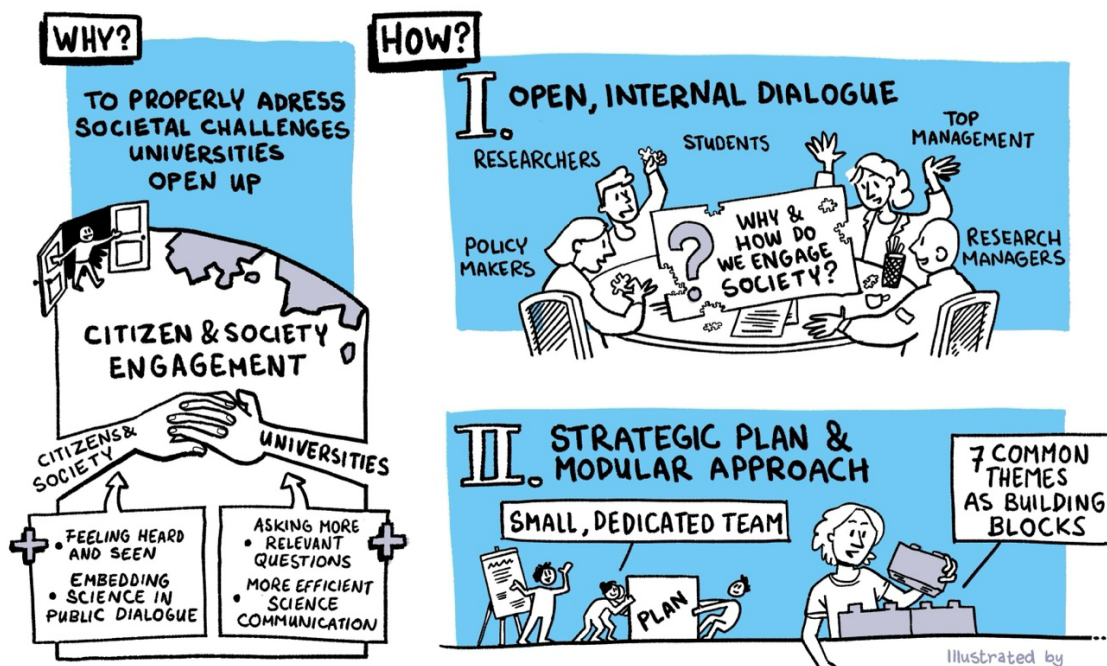 WHY?
TO PROPERLY ADRESS
SOCIETAL CHALLENGES
UNIVERSITIES
OPEN UP
CITIZEN & SOCIETY
ENGAGEMENT
CITIZENS &
SOCIETY
UNIVERSITIES
• FEELING HEARD
AND SEEN
• EMBEDDING
SCIENCE IN
PUBLIC DIALOGUE
• ASKING MORE
RELEVANT
QUESTIONS
• MORE EFFICIENT
SCIENCE
COMMUNICATION
HOW?
I. OPEN, INTERNAL DIALOGUE
RESEARCHERS
STUDENTS
TOP
MANAGEMENT
POLICY
MAKERS
RESEARCH
MANAGERS
?
WHY &
HOW DO
WE ENGAGE
SOCIETY?
II. STRATEGIC PLAN &
MODULAR APPROACH
SMALL, DEDICATED TEAM
PLAN
7 COMMON
THEMES
AS BUILDING
BLOCKS
Illustrated by